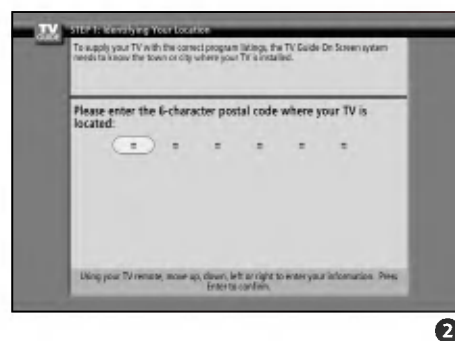 TV
GUIDE
STEP 1: Identifying Your Location
To supply your TV with the correct program listings, the TV Guide On Screen system
needs to know the town or city where your TV is installed.
Please enter the 6-character postal code where your TV is
located:
Using your TV remote, move up, down, left or right to enter your information. Press
Enter to confirm.
2